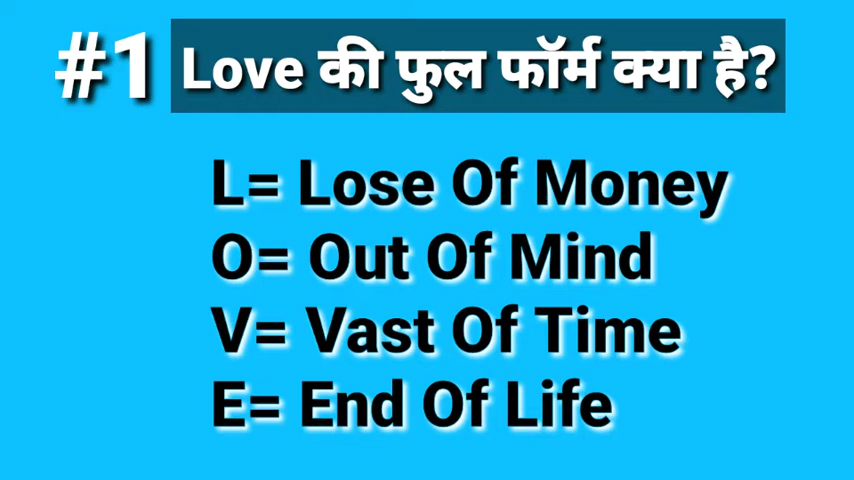 #1 Love की फुल फॉर्म क्या है?
L= Lose Of Money
O= Out Of Mind
V= Vast Of Time
E= End Of Life